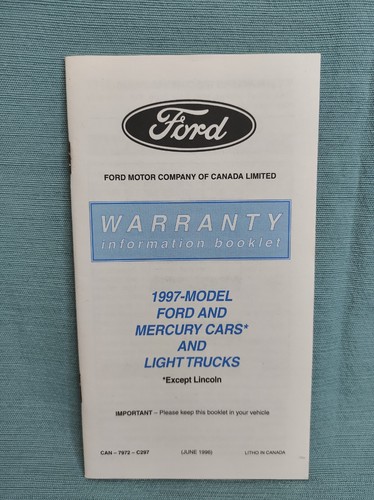 Ford
FORD MOTOR COMPANY OF CANADA LIMITED
WARRANTY
information booklet
1997-MODEL
FORD AND
MERCURY CARS*
AND
LIGHT TRUCKS
*Except Lincoln
IMPORTANT – Please keep this booklet in your vehicle
CAN – 7972 – C297 (JUNE 1996) LITHO IN CANADA